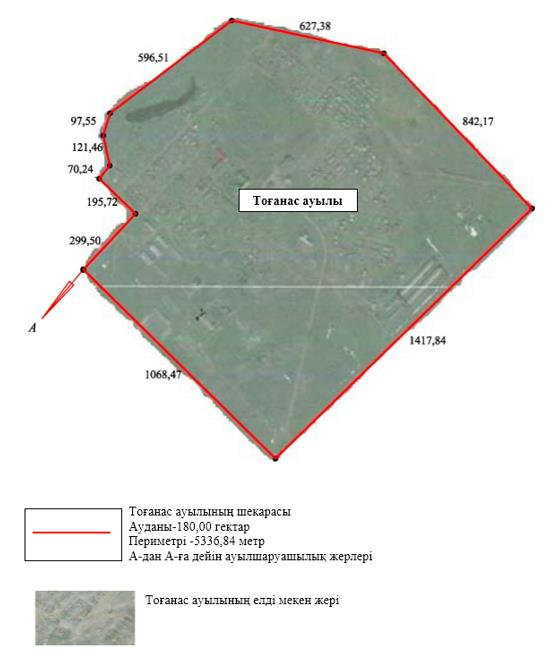 627,38
596,51
97,55
842,17
121,46
70,24
Тоғанас ауылы
195,72
299,50
А
1417,84
1068,47
Тоғанас ауылының шекарасы
Ауданы-180,00 гектар
Периметрі -5336,84 метр
А-дан А-ға дейін ауылшаруашылық жерлері
Тоғанас ауылының елді мекен жері